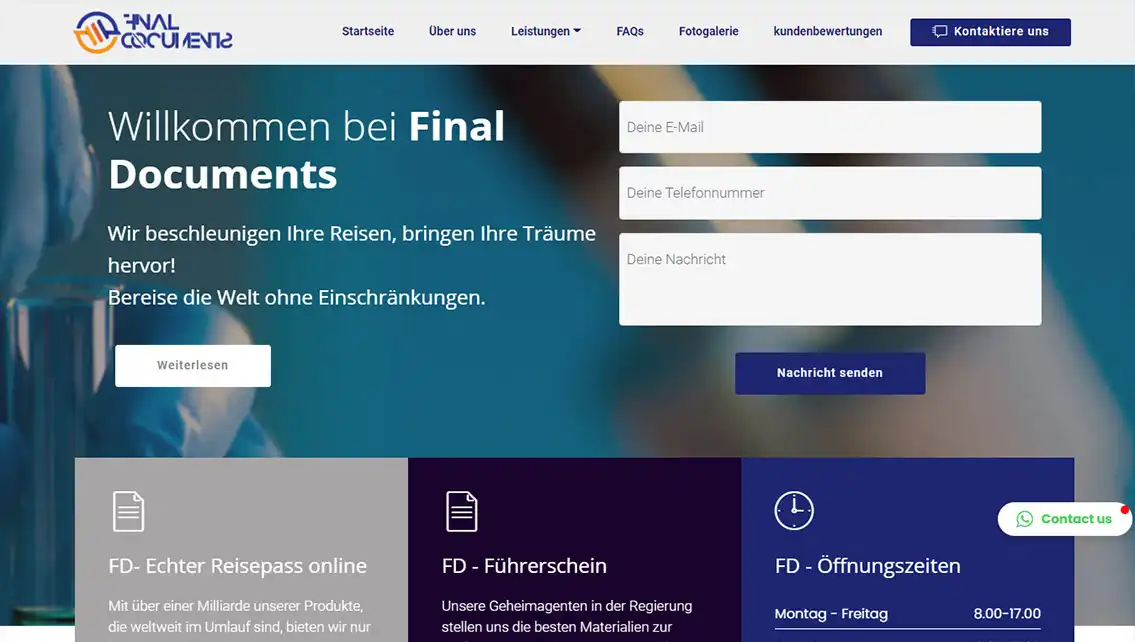 FINAL
DOCUMENTS
Startseite
Über uns
Leistungen
FAQs
Fotogalerie
kundenbewertungen
Kontaktiere uns
Willkommen bei Final
Documents
Wir beschleunigen Ihre Reisen, bringen Ihre Träume
hervor!
Bereise die Welt ohne Einschränkungen.
Weiterlesen
Deine E-Mail
Deine Telefonnummer
Deine Nachricht
Nachricht senden
FD- Echter Reisepass online
Mit über einer Milliarde unserer Produkte,
die weltweit im Umlauf sind, bieten wir nur
FD - Führerschein
Unsere Geheimagenten in der Regierung
stellen uns die besten Materialien zur
FD - Öffnungszeiten
Montag - Freitag 8.00-17.00
Contact us